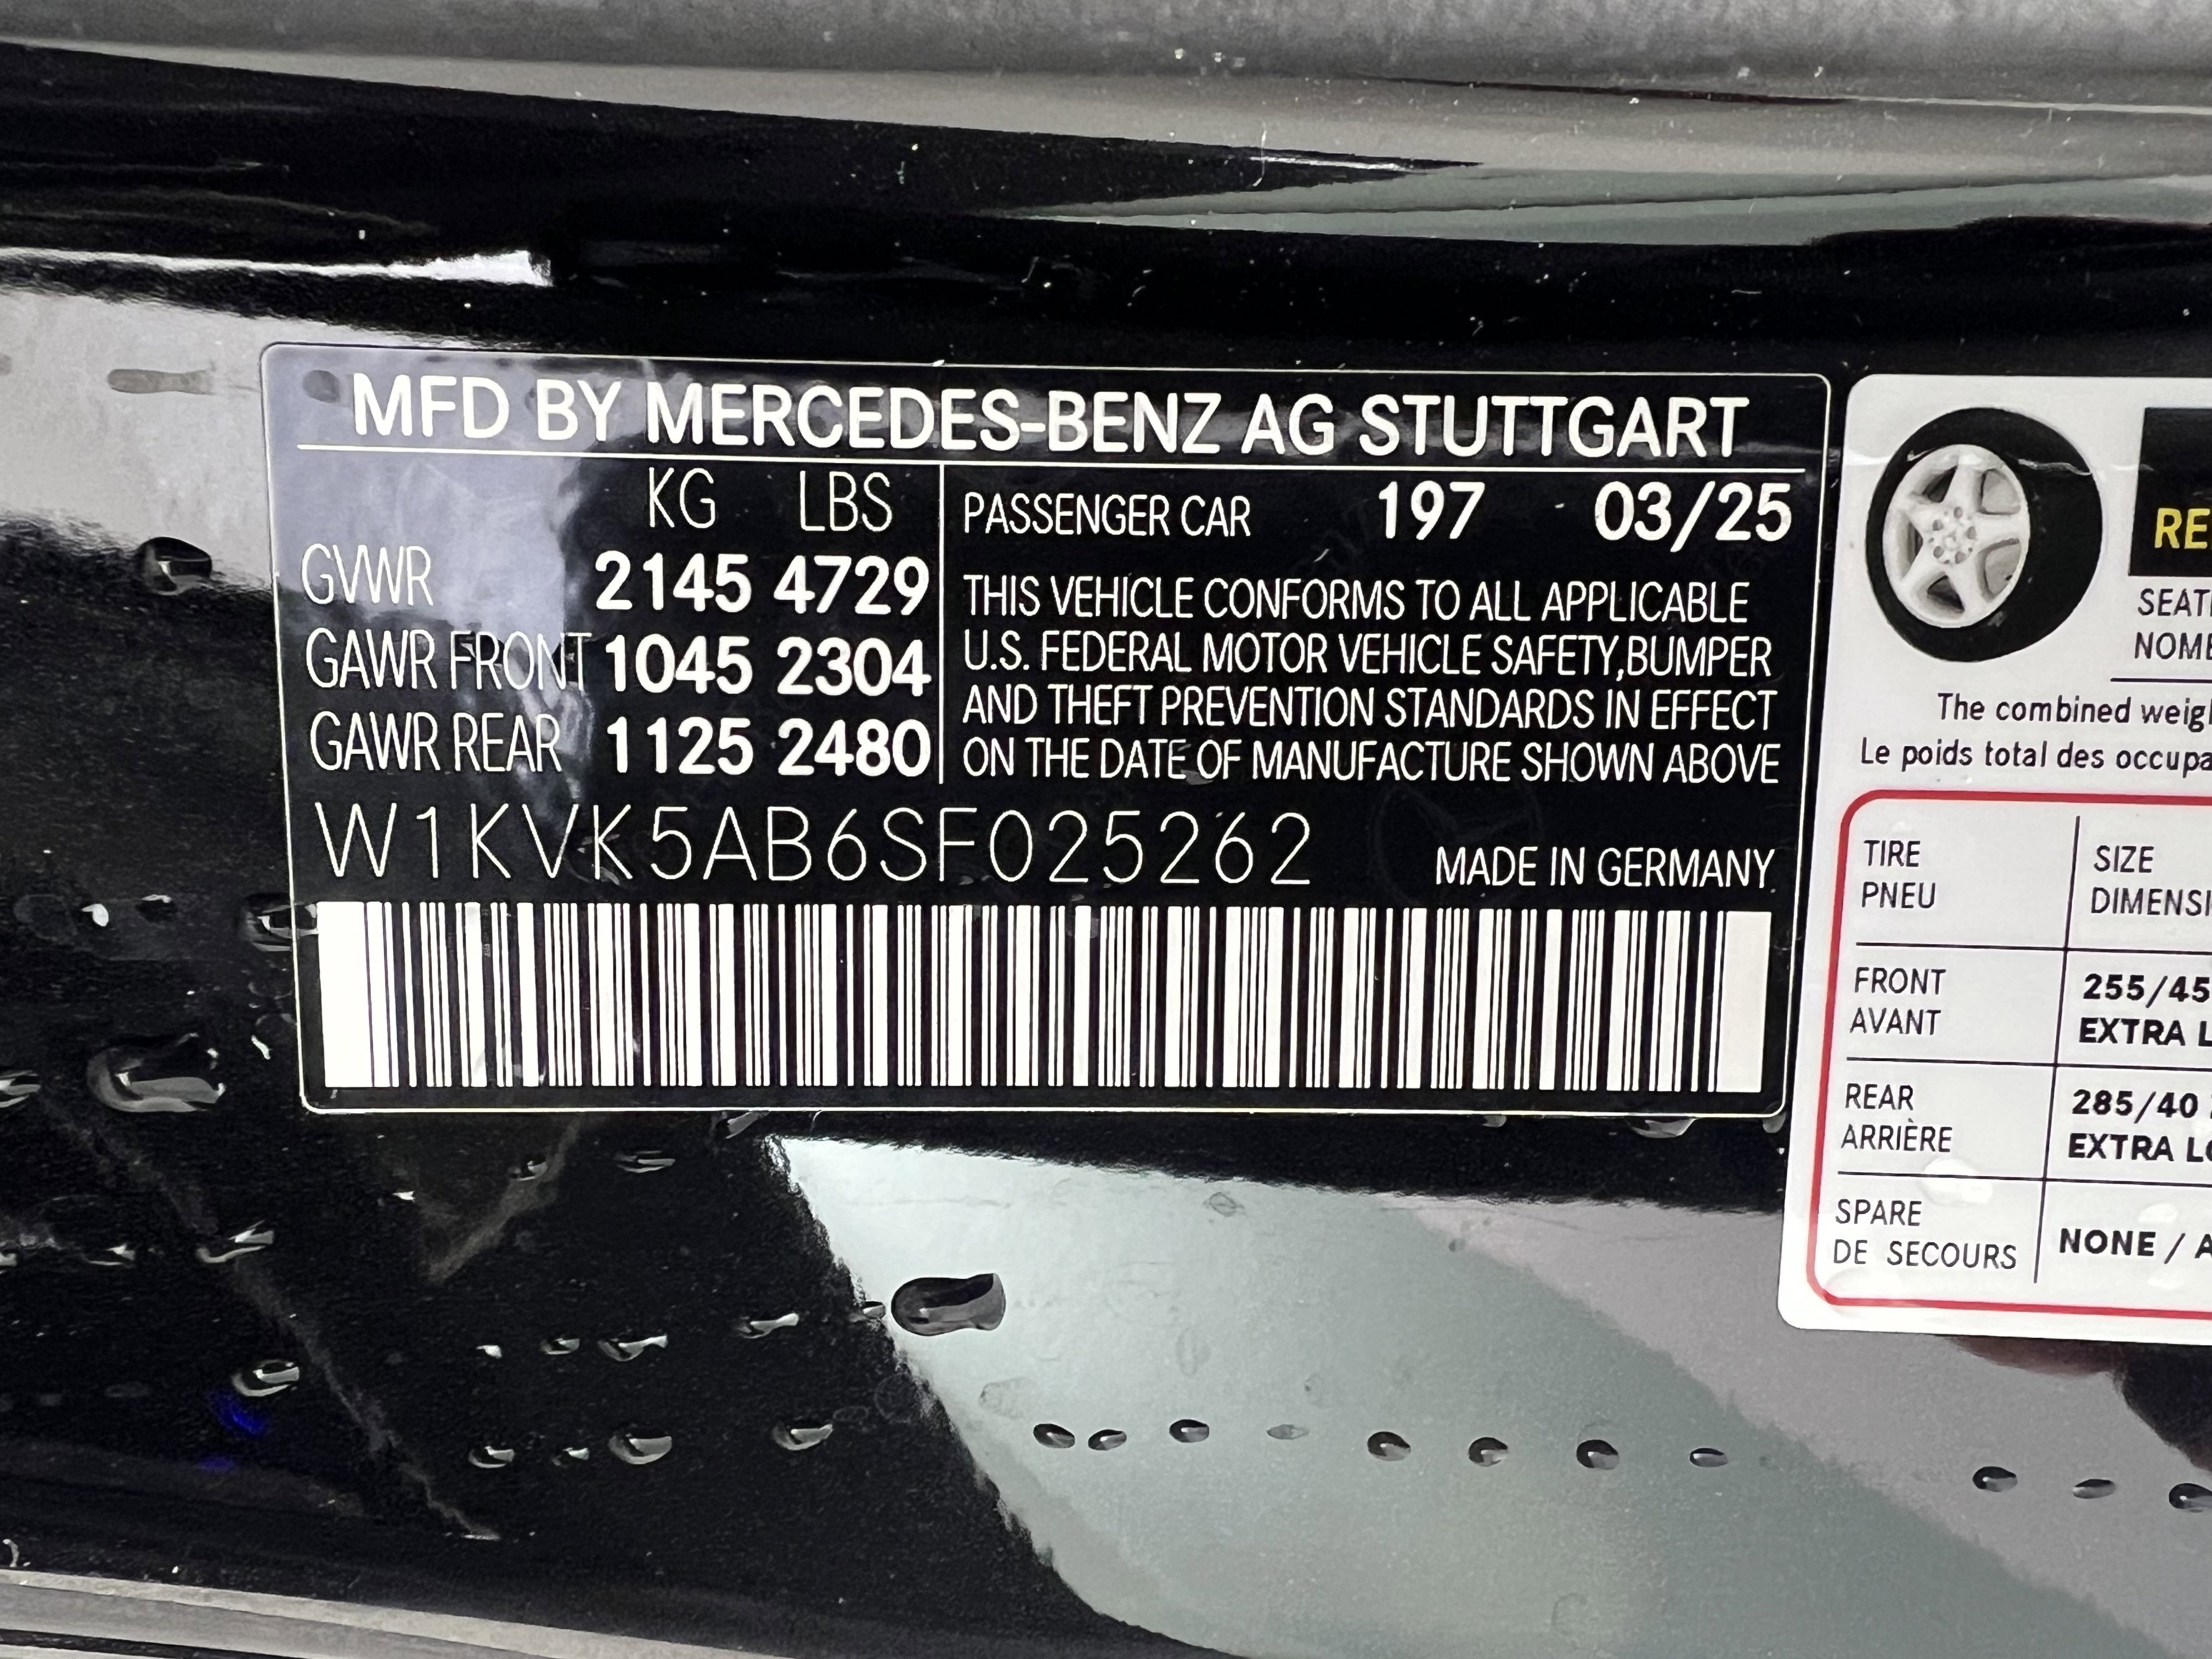 MFD BY MERCEDES-BENZ AG STUTTGART
KG LBS
GVWR 2145 4729
GAWR FRONT 1045 2304
GAWR REAR 1125 2480
PASSENGER CAR 197 03/25
THIS VEHICLE CONFORMS TO ALL APPLICABLE
U.S. FEDERAL MOTOR VEHICLE SAFETY,BUMPER
AND THEFT PREVENTION STANDARDS IN EFFECT
ON THE DATE OF MANUFACTURE SHOWN ABOVE
W1KVK5AB6SF025262
MADE IN GERMANY
The combined
Le poids total des
TIRE
PNEU
SIZE
FRONT
AVANT
255/45
EXTRA
REAR
ARRIÈRE
285/40
EXTRA
SPARE
DE SECOURS
NONE /